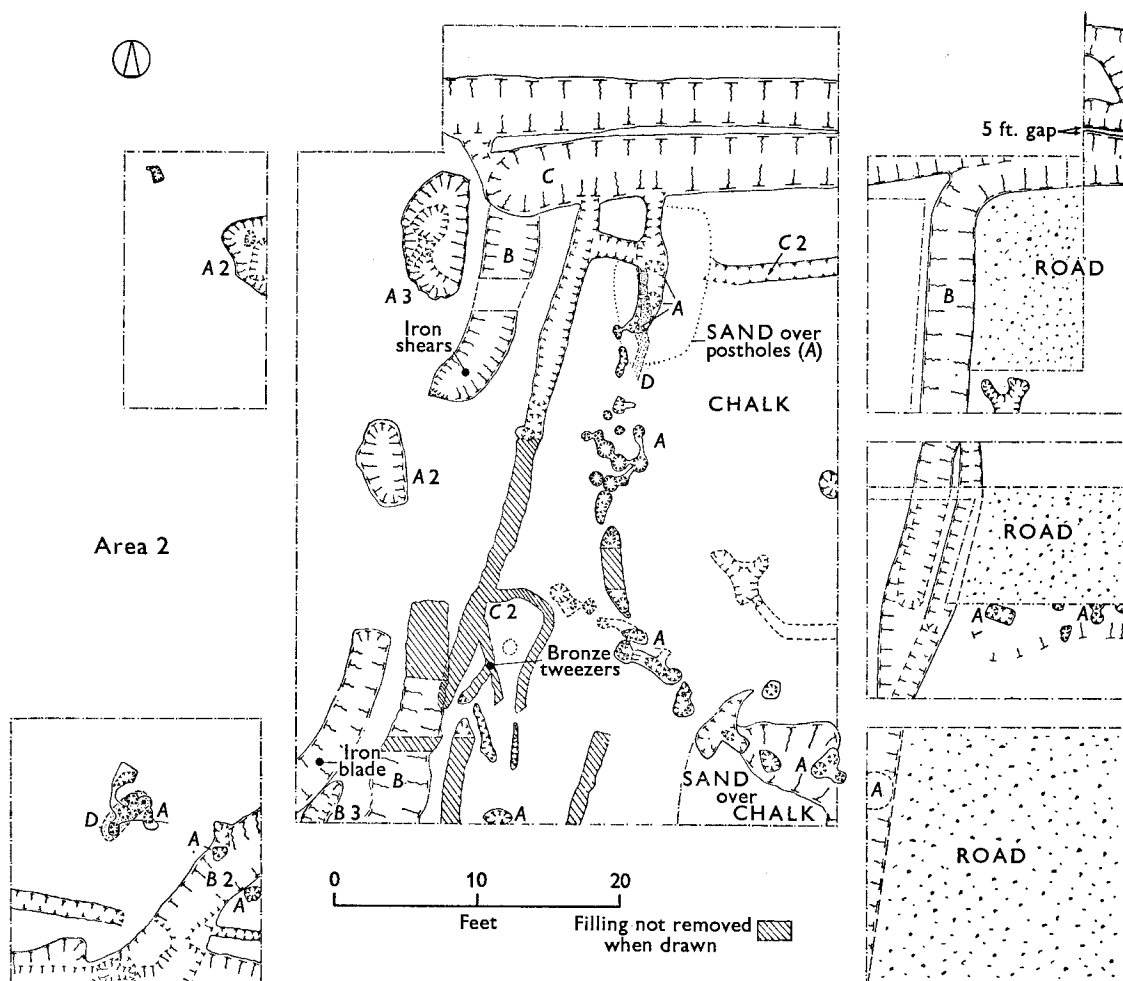 5 ft. gap
C
A 2
B
C 2
ROAD
A 3
B
A
Iron
shears
SAND over
postholes (A)
D
CHALK
A
A 2
Area 2
ROAD
C 2
A
A
A
Bronze
tweezers
Iron
blade
B
SAND
over
CHALK
A
A
B 3
A
D
A
A
B 2
A
ROAD
0
10
20
Feet
Filling not removed
when drawn